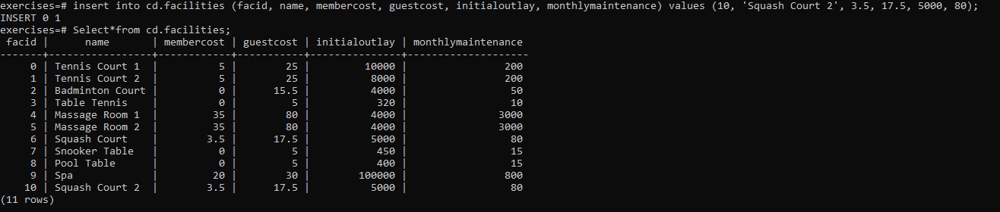 exercises=# insert into cd.facilities (facid, name, membercost, guestcost, initialoutlay, monthlymaintenance) values (10, 'Squash Court 2', 3.5, 17.5, 5000, 80);
INSERT 0 1
exercises=# Select*from cd.facilities;
 facid |      name       | membercost | guestcost | initialoutlay | monthlymaintenance
-------+-----------------+------------+-----------+---------------+--------------------
     0 | Tennis Court 1  |          5 |        25 |         10000 |                200
     1 | Tennis Court 2  |          5 |        25 |          8000 |                200
     2 | Badminton Court |          0 |      15.5 |          4000 |                 50
     3 | Table Tennis    |          0 |         5 |           320 |                 10
     4 | Massage Room 1  |         35 |        80 |          4000 |               3000
     5 | Massage Room 2  |         35 |        80 |          4000 |               3000
     6 | Squash Court    |        3.5 |      17.5 |          5000 |                 80
     7 | Snooker Table   |          0 |         5 |           450 |                 15
     8 | Pool Table      |          0 |         5 |           400 |                 15
     9 | Spa             |         20 |        30 |        100000 |                800
    10 | Squash Court 2  |        3.5 |      17.5 |          5000 |                 80
(11 rows)